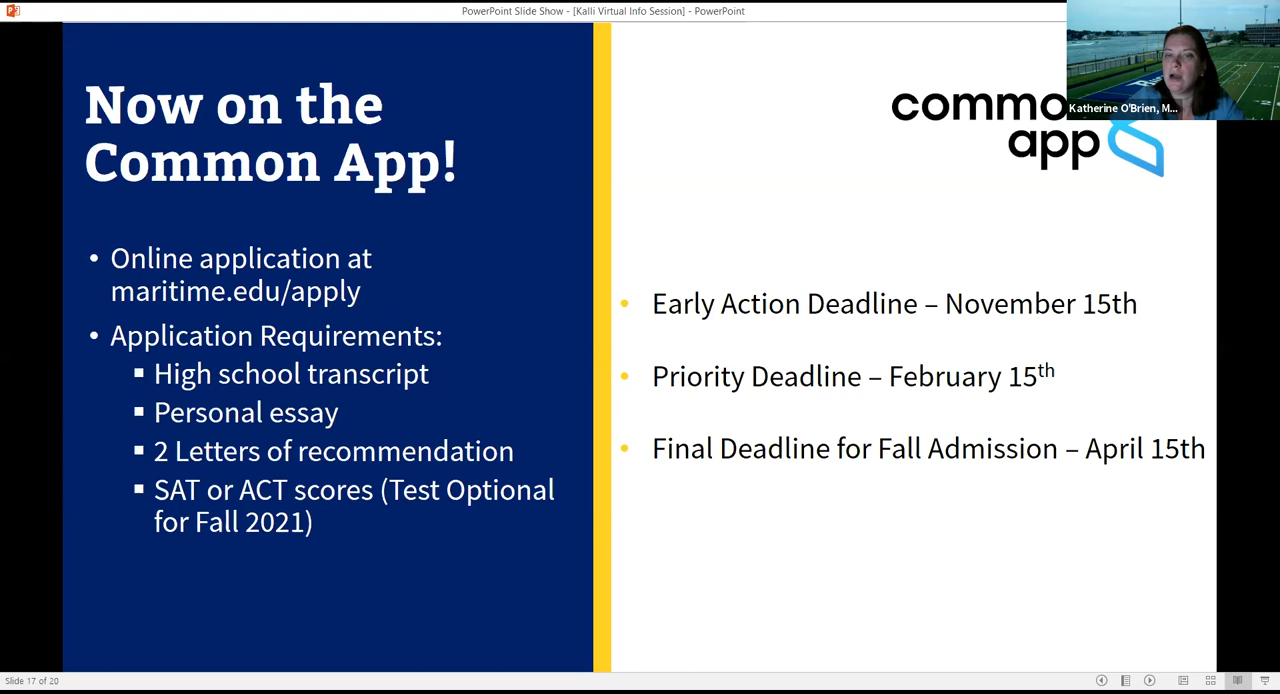 PowerPoint Slide Show - [Kalli Virtual Info Session] - PowerPoint
Now on the
Common App!
• Online application at
maritime.edu/apply
• Application Requirements:
▪ High school transcript
▪ Personal essay
▪ 2 Letters of recommendation
▪ SAT or ACT scores (Test Optional
for Fall 2021)
commo
app
Katherine O'Brien, M...
• Early Action Deadline – November 15th
• Priority Deadline – February 15th
• Final Deadline for Fall Admission – April 15th
Slide 17 of 20